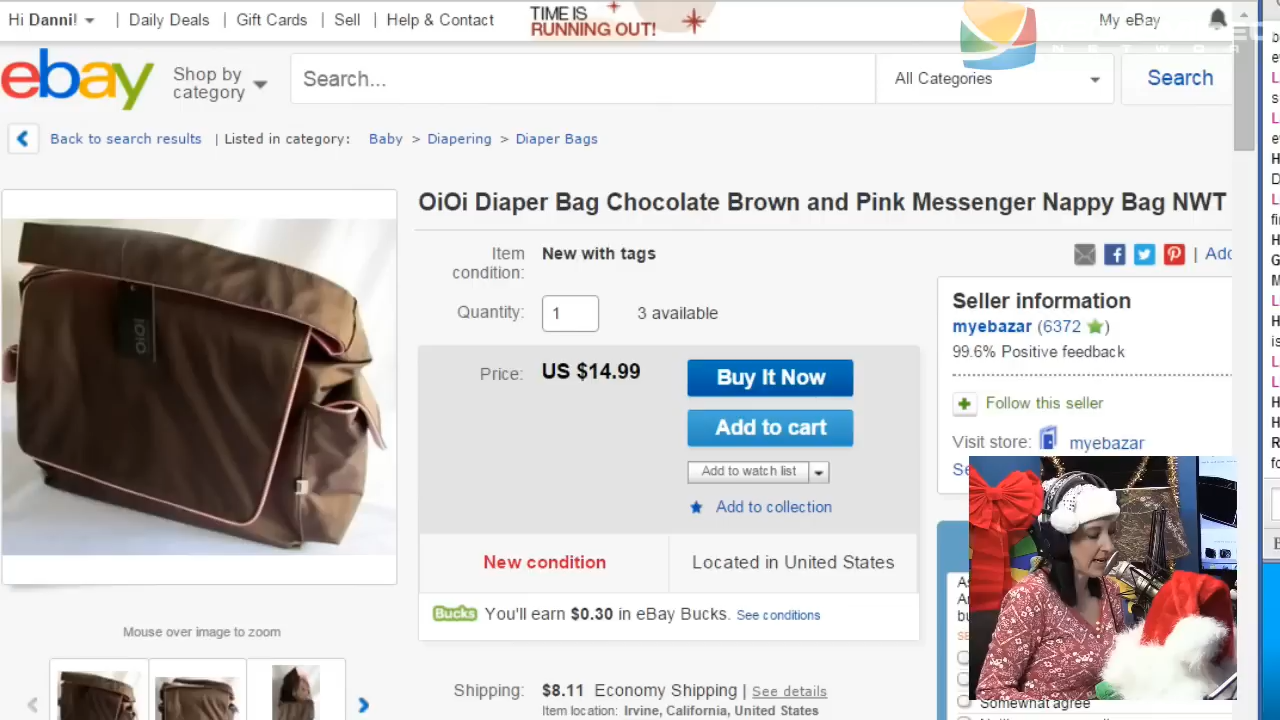 Hi Danni!
| Daily Deals | Gift Cards | Sell | Help & Contact
TIME IS
RUNNING OUT!
My eBay
ebay
Shop by
category
Search...
All Categories
Search
Back to search results | Listed in category: Baby > Diapering > Diaper Bags
OiOi Diaper Bag Chocolate Brown and Pink Messenger Nappy Bag NWT
Item
condition:
New with tags
Quantity: 1 3 available
Price: US $14.99
Buy It Now
Add to cart
Add to watch list
Add to collection
New condition
Located in United States
Bucks You'll earn $0.30 in eBay Bucks. See conditions
Shipping: $8.11 Economy Shipping | See details
Item location: Irvine, California, United States
| Add
Seller information
myebazar (6372)
99.6% Positive feedback
Follow this seller
Visit store: myebazar
OiOi
Mouse over image to zoom
Somewhat agree